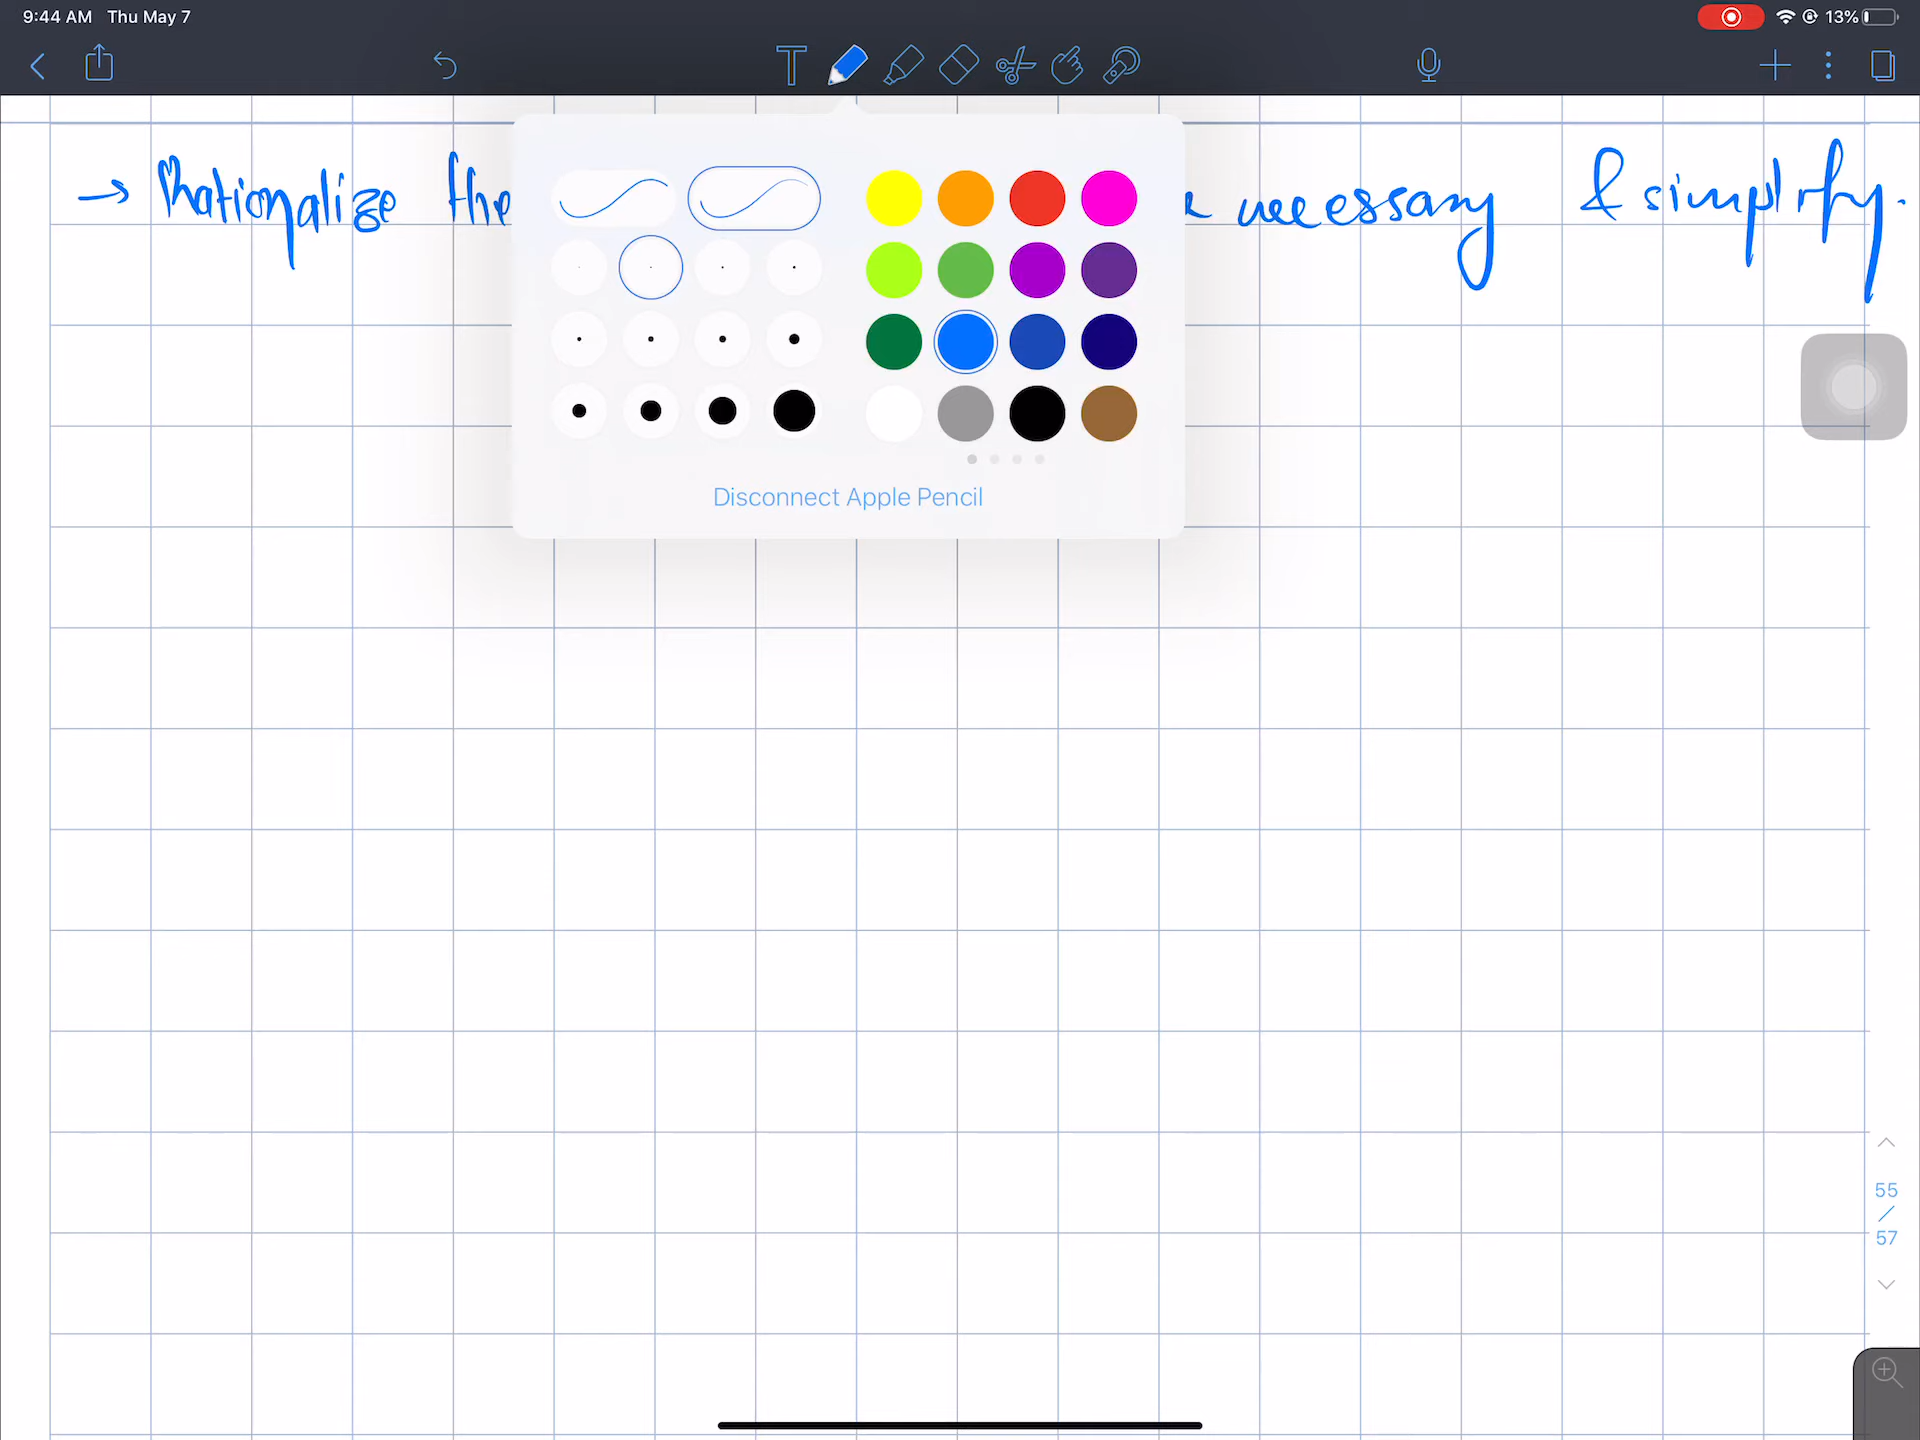 9:44 AM Thu May 7 13%
→ Rationalize the necessary & simplify.
Disconnect Apple Pencil
55
/
57